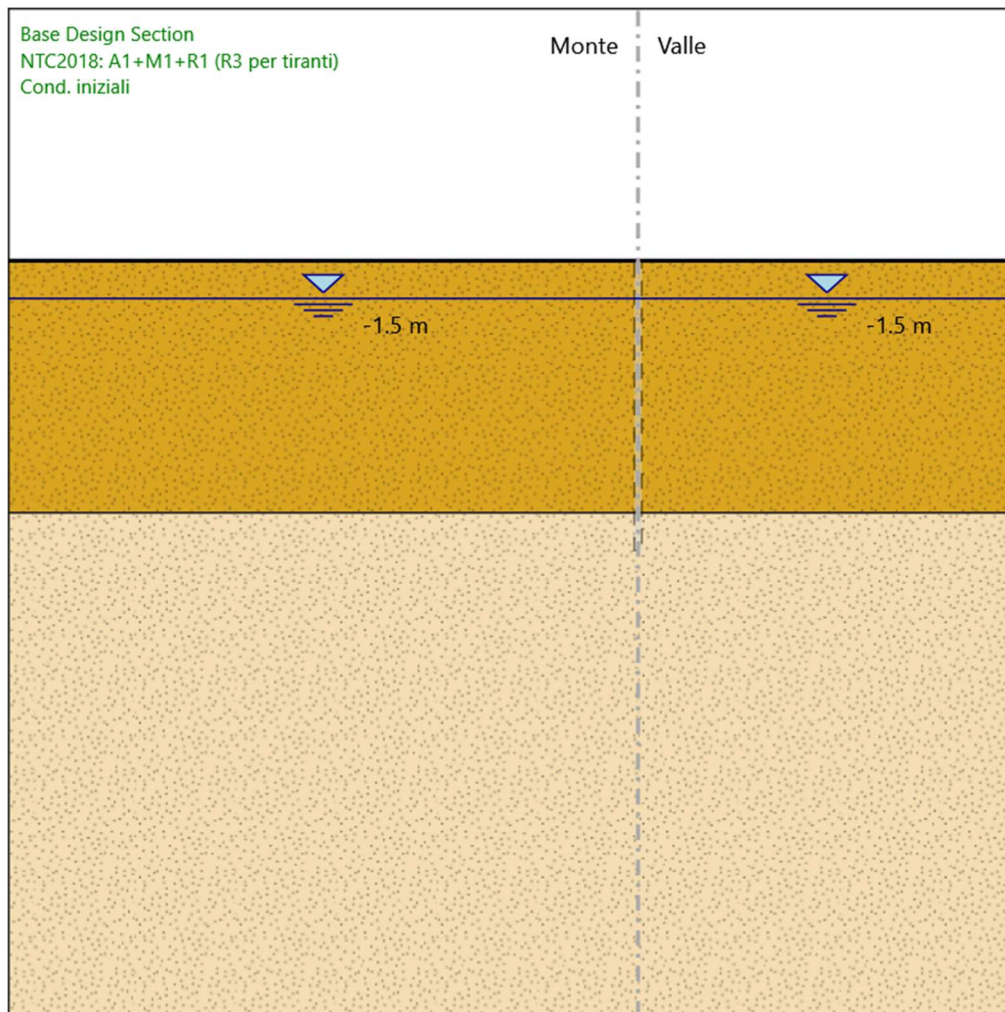 Base Design Section
NTC2018: A1+M1+R1 (R3 per tiranti)
Cond. iniziali
Monte
Valle
-1.5 m
-1.5 m